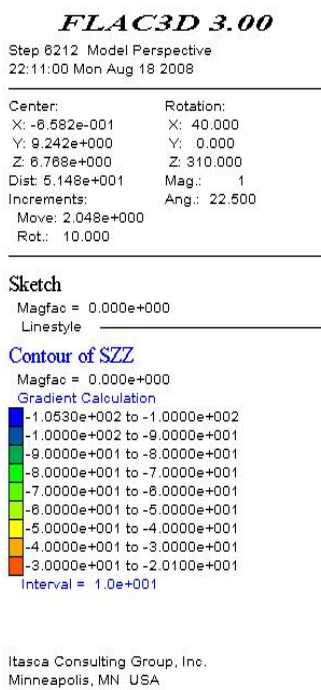 FLAC3D 3.00
Step 6212 Model Perspective
22:11:00 Mon Aug 18 2008
Center: Rotation:
X: -6.582e-001 X: 40.000
Y: 9.242e+000 Y: 0.000
Z: 6.768e+000 Z: 310.000
Dist: 5.148e+001 Mag.: 1
Increments: Ang.: 22.500
Move: 2.048e+000
Rot.: 10.000
Sketch
Magfac = 0.000e+000
Linestyle
Contour of SZZ
Magfac = 0.000e+000
Gradient Calculation
-1.0530e+002 to -1.0000e+002
-1.0000e+002 to -9.0000e+001
-9.0000e+001 to -8.0000e+001
-8.0000e+001 to -7.0000e+001
-7.0000e+001 to -6.0000e+001
-6.0000e+001 to -5.0000e+001
-5.0000e+001 to -4.0000e+001
-4.0000e+001 to -3.0000e+001
-3.0000e+001 to -2.0100e+001
Interval = 1.0e+001
Itasca Consulting Group, Inc.
Minneapolis, MN USA